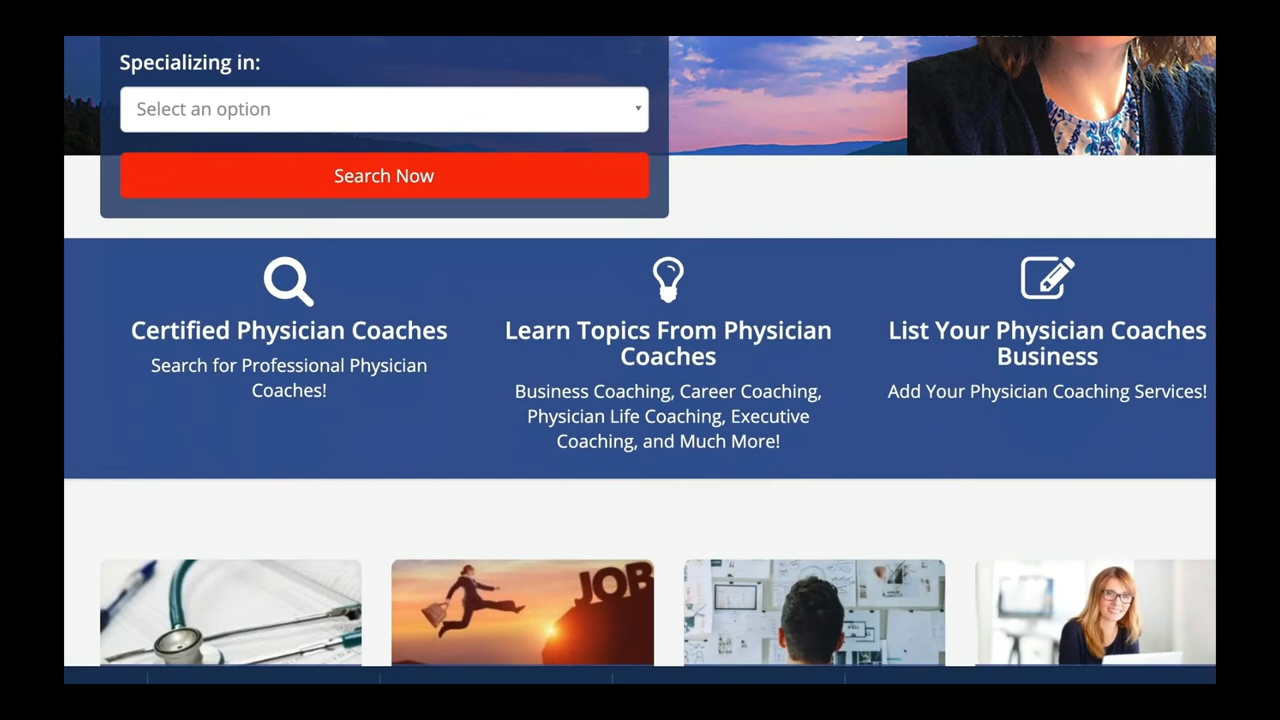 Specializing in:
Select an option
Search Now
Certified Physician Coaches
Search for Professional Physician
Coaches!
Learn Topics From Physician
Coaches
Business Coaching, Career Coaching,
Physician Life Coaching, Executive
Coaching, and Much More!
List Your Physician Coaches
Business
Add Your Physician Coaching Services!
JOB